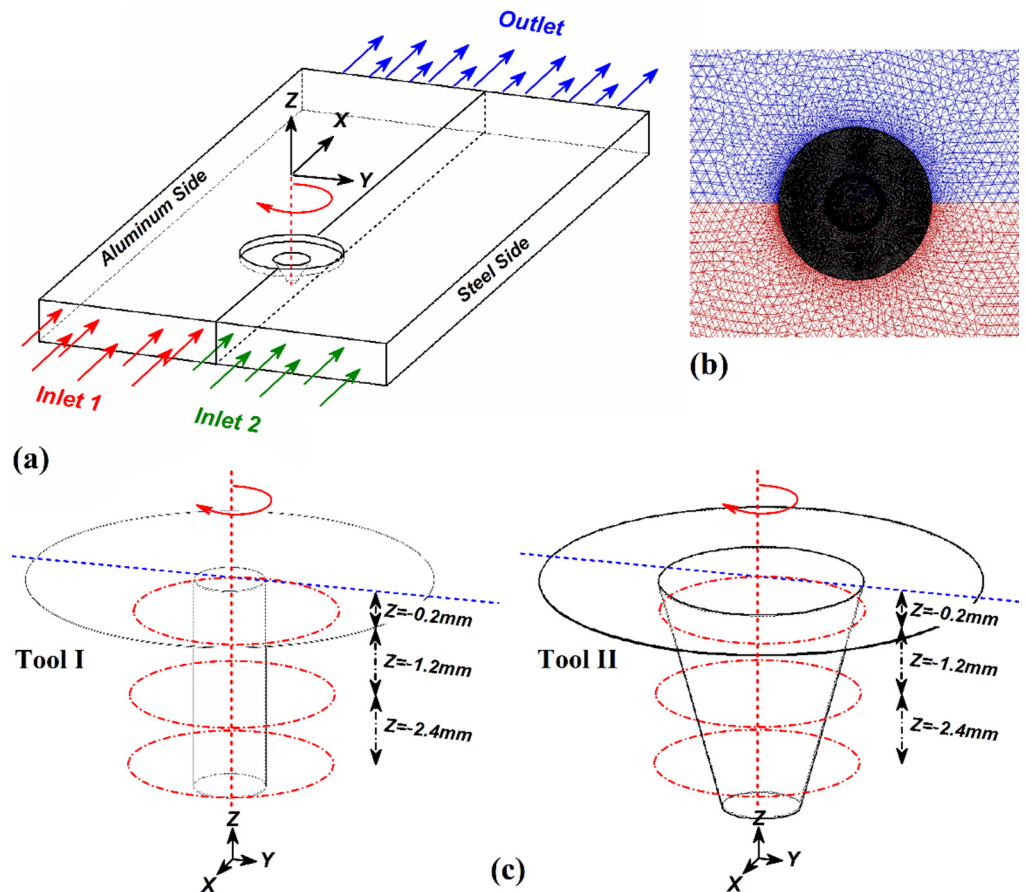 Outlet
Z
X
Y
Aluminum Side
Steel Side
Inlet 1
Inlet 2
(a)
(b)
Z=-0.2mm
Tool I
Z=-1.2mm
Z=-2.4mm
Z
Y
X
Z=-0.2mm
Tool II
Z=-1.2mm
Z=-2.4mm
Z
Y
X
(c)